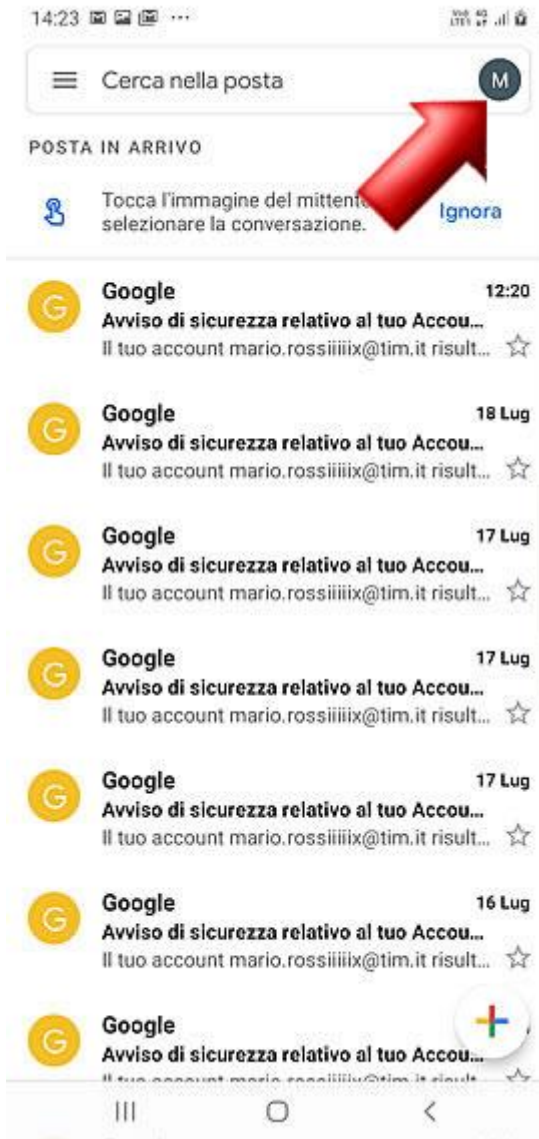 14:23
Cerca nella posta
M
POSTA IN ARRIVO
Tocca l'immagine del mittente
selezionare la conversazione.
Ignora
G
Google 12:20
Avviso di sicurezza relativo al tuo Accou...
Il tuo account mario.rossiiiiix@tim.it risult...
G
Google 18 Lug
Avviso di sicurezza relativo al tuo Accou...
Il tuo account mario.rossiiiiix@tim.it risult...
G
Google 17 Lug
Avviso di sicurezza relativo al tuo Accou...
Il tuo account mario.rossiiiiix@tim.it risult...
G
Google 17 Lug
Avviso di sicurezza relativo al tuo Accou...
Il tuo account mario.rossiiiiix@tim.it risult...
G
Google 17 Lug
Avviso di sicurezza relativo al tuo Accou...
Il tuo account mario.rossiiiiix@tim.it risult...
G
Google 16 Lug
Avviso di sicurezza relativo al tuo Accou...
Il tuo account mario.rossiiiiix@tim.it risult...
G
Google
Avviso di sicurezza relativo al tuo Accou...